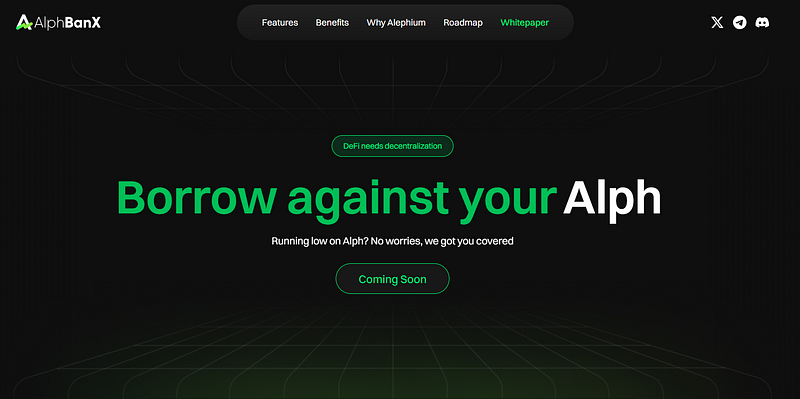 AlphBanX
Features Benefits Why Alephium Roadmap Whitepaper
DeFi needs decentralization
Borrow against your Alph
Running low on Alph? No worries, we got you covered
Coming Soon